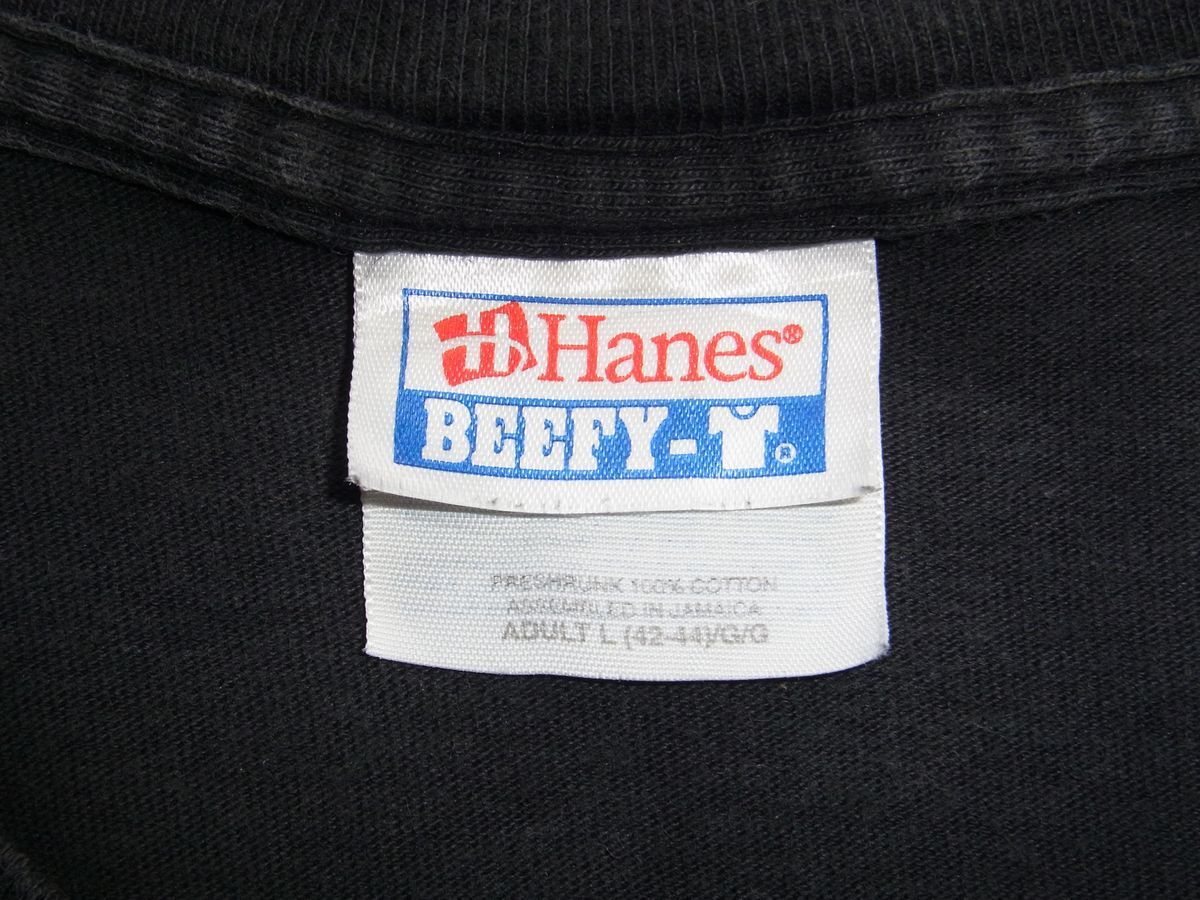 Hanes®
BEEFY-T®
PRESHRUNK 100% COTTON
ASSEMBLED IN JAMAICA
ADULT L (42-44)/G/G